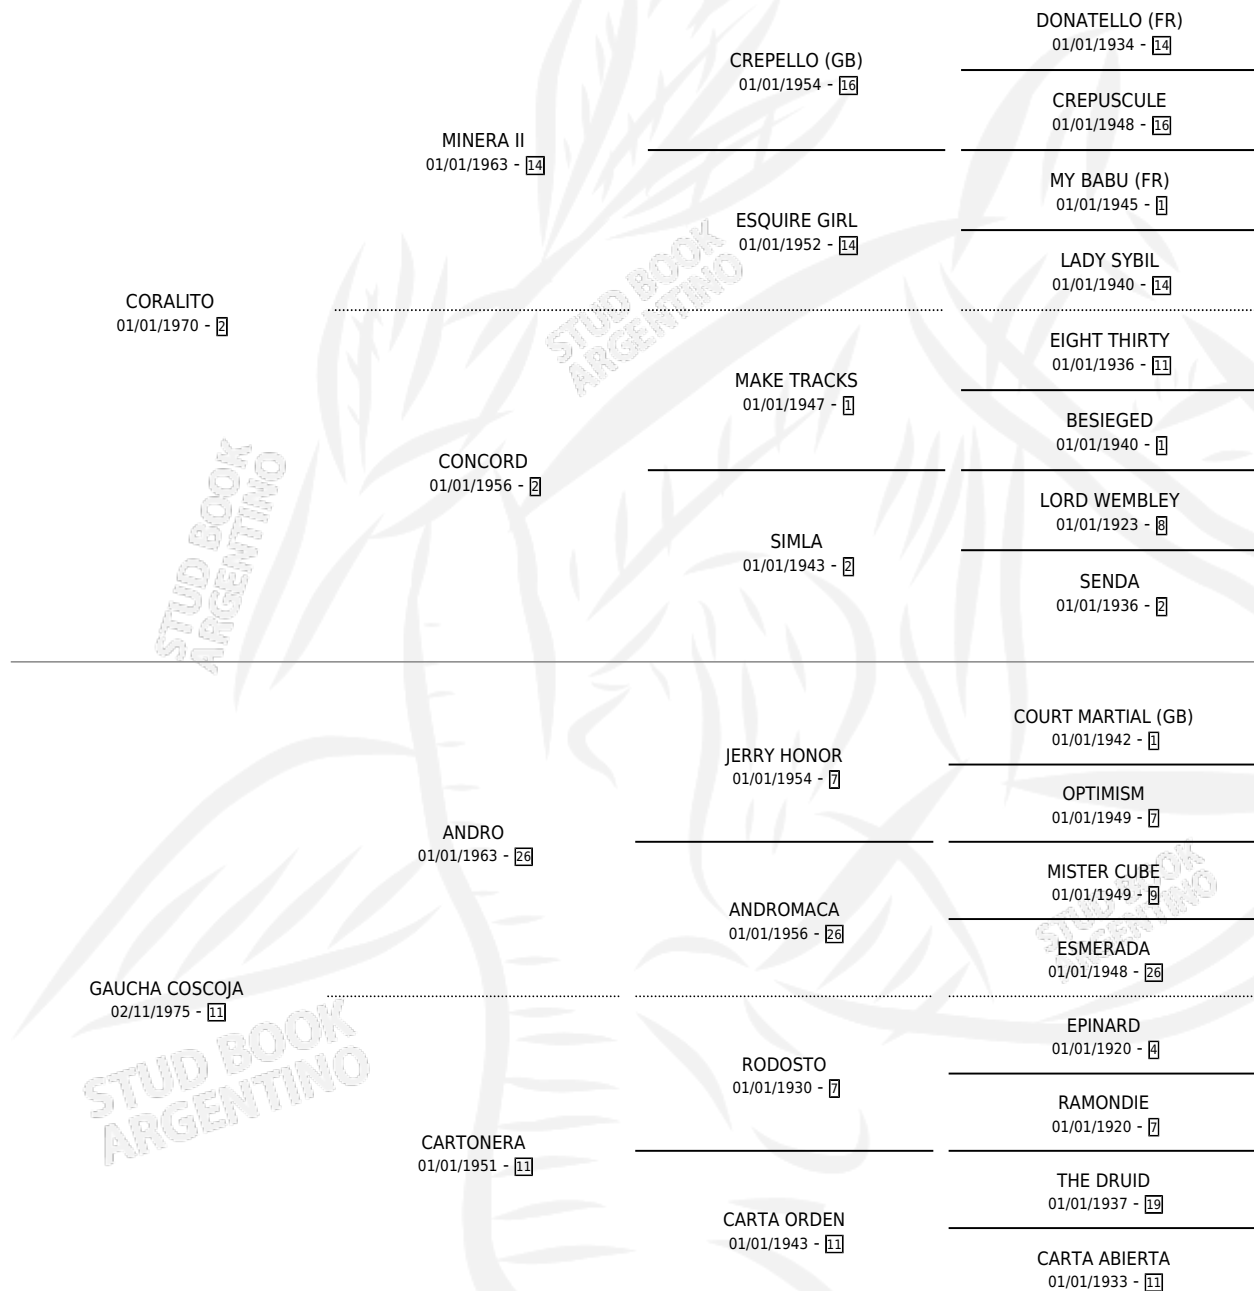 DONATELLO (FR)
01/01/1934 - 14
CREPELLO (GB)
01/01/1954 - 16
CREPUSCULE
01/01/1948 - 16
MINERA II
01/01/1963 - 14
MY BABU (FR)
01/01/1945 - 1
ESQUIRE GIRL
01/01/1952 - 14
LADY SYBIL
01/01/1940 - 14
CORALITO
01/01/1970 - 2
EIGHT THIRTY
01/01/1936 - 11
MAKE TRACKS
01/01/1947 - 1
BESIEGED
01/01/1940 - 1
CONCORD
01/01/1956 - 2
LORD WEMBLEY
01/01/1923 - 8
SIMLA
01/01/1943 - 2
SENDA
01/01/1936 - 2
COURT MARTIAL (GB)
01/01/1942 - 1
JERRY HONOR
01/01/1954 - 7
OPTIMISM
01/01/1949 - 7
ANDRO
01/01/1963 - 26
MISTER CUBE
01/01/1949 - 9
ANDROMACA
01/01/1956 - 26
ESMERADA
01/01/1948 - 26
GAUCHA COSCOJA
02/11/1975 - 11
EPINARD
01/01/1920 - 4
RODOSTO
01/01/1930 - 7
RAMONDIE
01/01/1920 - 7
CARTONERA
01/01/1951 - 11
THE DRUID
01/01/1937 - 19
CARTA ORDEN
01/01/1943 - 11
CARTA ABIERTA
01/01/1933 - 11
STUD BOOK
ARGENTINO
STUD BOOK
ARGENTINO
STUD BOOK
ARGENTINO
STUD BOOK
ARGENTINO